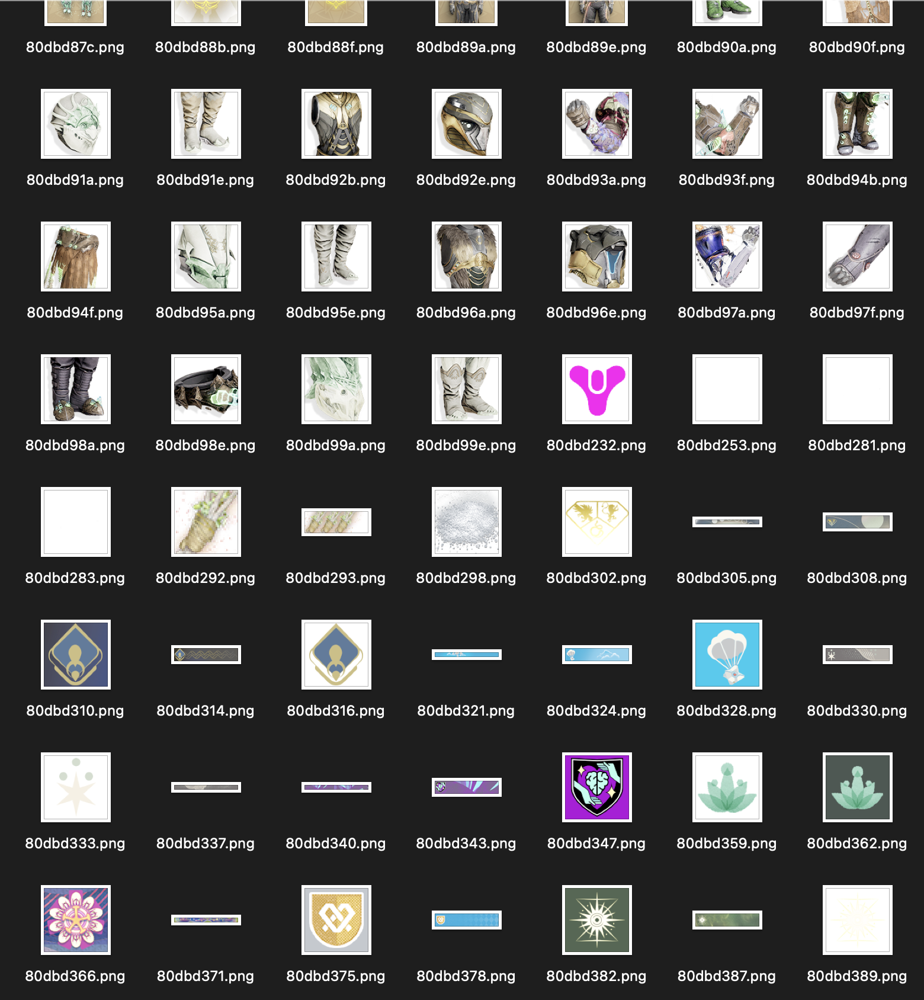 80dbd87c.png 80dbd88b.png 80dbd88f.png 80dbd89a.png 80dbd89e.png 80dbd90a.png 80dbd90f.png
80dbd91a.png 80dbd91e.png 80dbd92b.png 80dbd92e.png 80dbd93a.png 80dbd93f.png 80dbd94b.png
80dbd94f.png 80dbd95a.png 80dbd95e.png 80dbd96a.png 80dbd96e.png 80dbd97a.png 80dbd97f.png
80dbd98a.png 80dbd98e.png 80dbd99a.png 80dbd99e.png 80dbd232.png 80dbd253.png 80dbd281.png
80dbd283.png 80dbd292.png 80dbd293.png 80dbd298.png 80dbd302.png 80dbd305.png 80dbd308.png
80dbd310.png 80dbd314.png 80dbd316.png 80dbd321.png 80dbd324.png 80dbd328.png 80dbd330.png
80dbd333.png 80dbd337.png 80dbd340.png 80dbd343.png 80dbd347.png 80dbd359.png 80dbd362.png
80dbd366.png 80dbd371.png 80dbd375.png 80dbd378.png 80dbd382.png 80dbd387.png 80dbd389.png